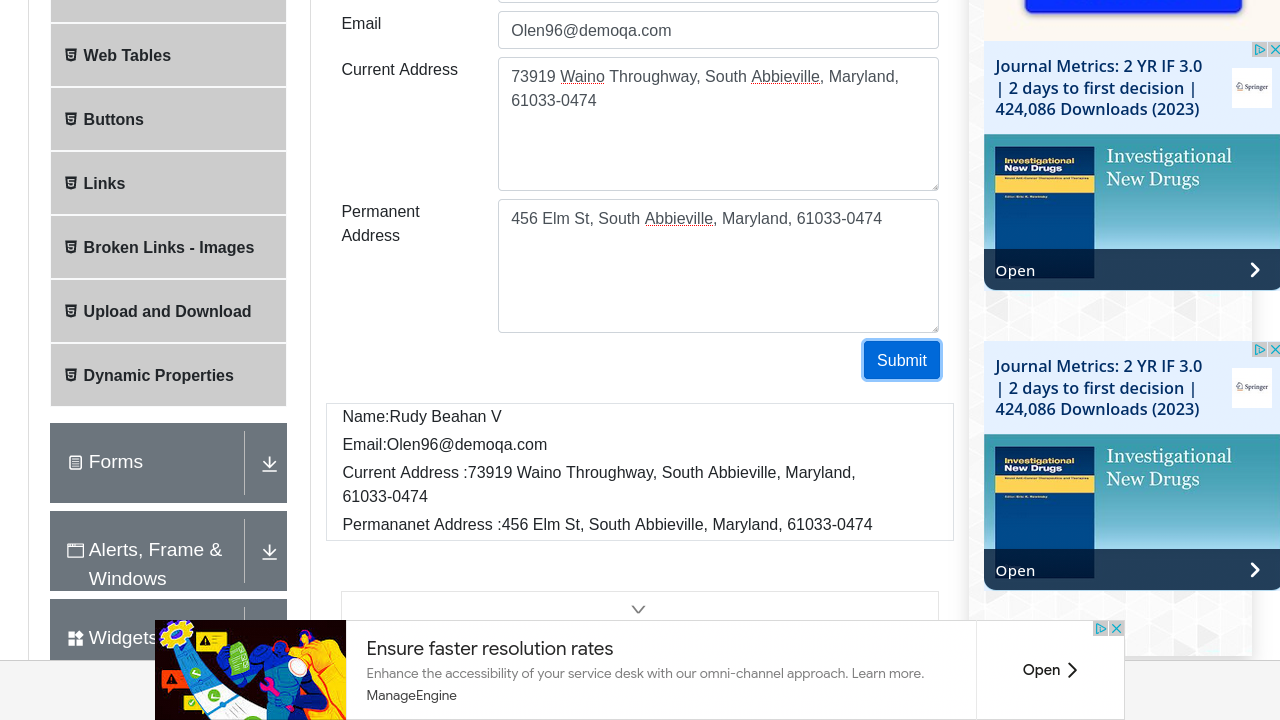 Web Tables
Buttons
Links
Broken Links - Images
Upload and Download
Dynamic Properties
Forms
Alerts, Frame &
Windows
Widgets
Email
Olen96@demoqa.com
Current Address
73919 Waino Throughway, South Abbieville, Maryland,
61033-0474
Permanent
Address
456 Elm St, South Abbieville, Maryland, 61033-0474
Submit
Name:Rudy Beahan V
Email:Olen96@demoqa.com
Current Address :73919 Waino Throughway, South Abbieville, Maryland,
61033-0474
Permananet Address :456 Elm St, South Abbieville, Maryland, 61033-0474
Journal Metrics: 2 YR IF 3.0
| 2 days to first decision |
424,086 Downloads (2023)
Springer
Investigational
New Drugs
Investigational
New Drugs
Open
Journal Metrics: 2 YR IF 3.0
| 2 days to first decision |
424,086 Downloads (2023)
Springer
Investigational
New Drugs
Investigational
New Drugs
Open
Ensure faster resolution rates
Enhance the accessibility of your service desk with our omni-channel approach. Learn more.
ManageEngine
Open